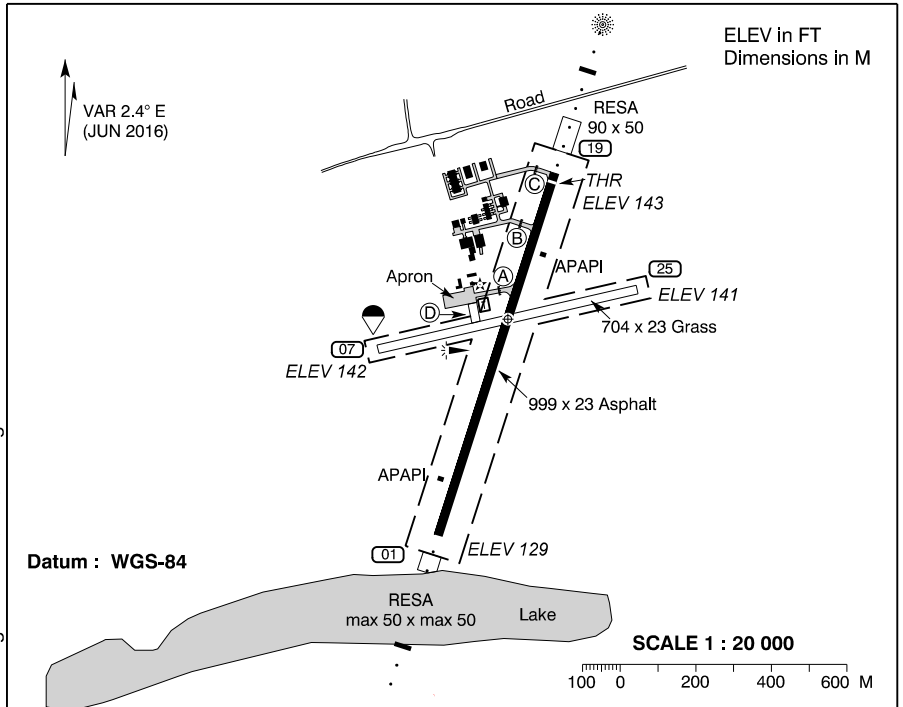 ELEV in FT
Dimensions in M
VAR 2.4° E
(JUN 2016)
Road
RESA
90 x 50
19
THR
C
ELEV 143
B
APAPI
25
Apron
A
ELEV 141
D
704 x 23 Grass
07
ELEV 142
999 x 23 Asphalt
APAPI
01
ELEV 129
Datum : WGS-84
RESA
max 50 x max 50
Lake
SCALE 1 : 20 000
100 0 200 400 600 M